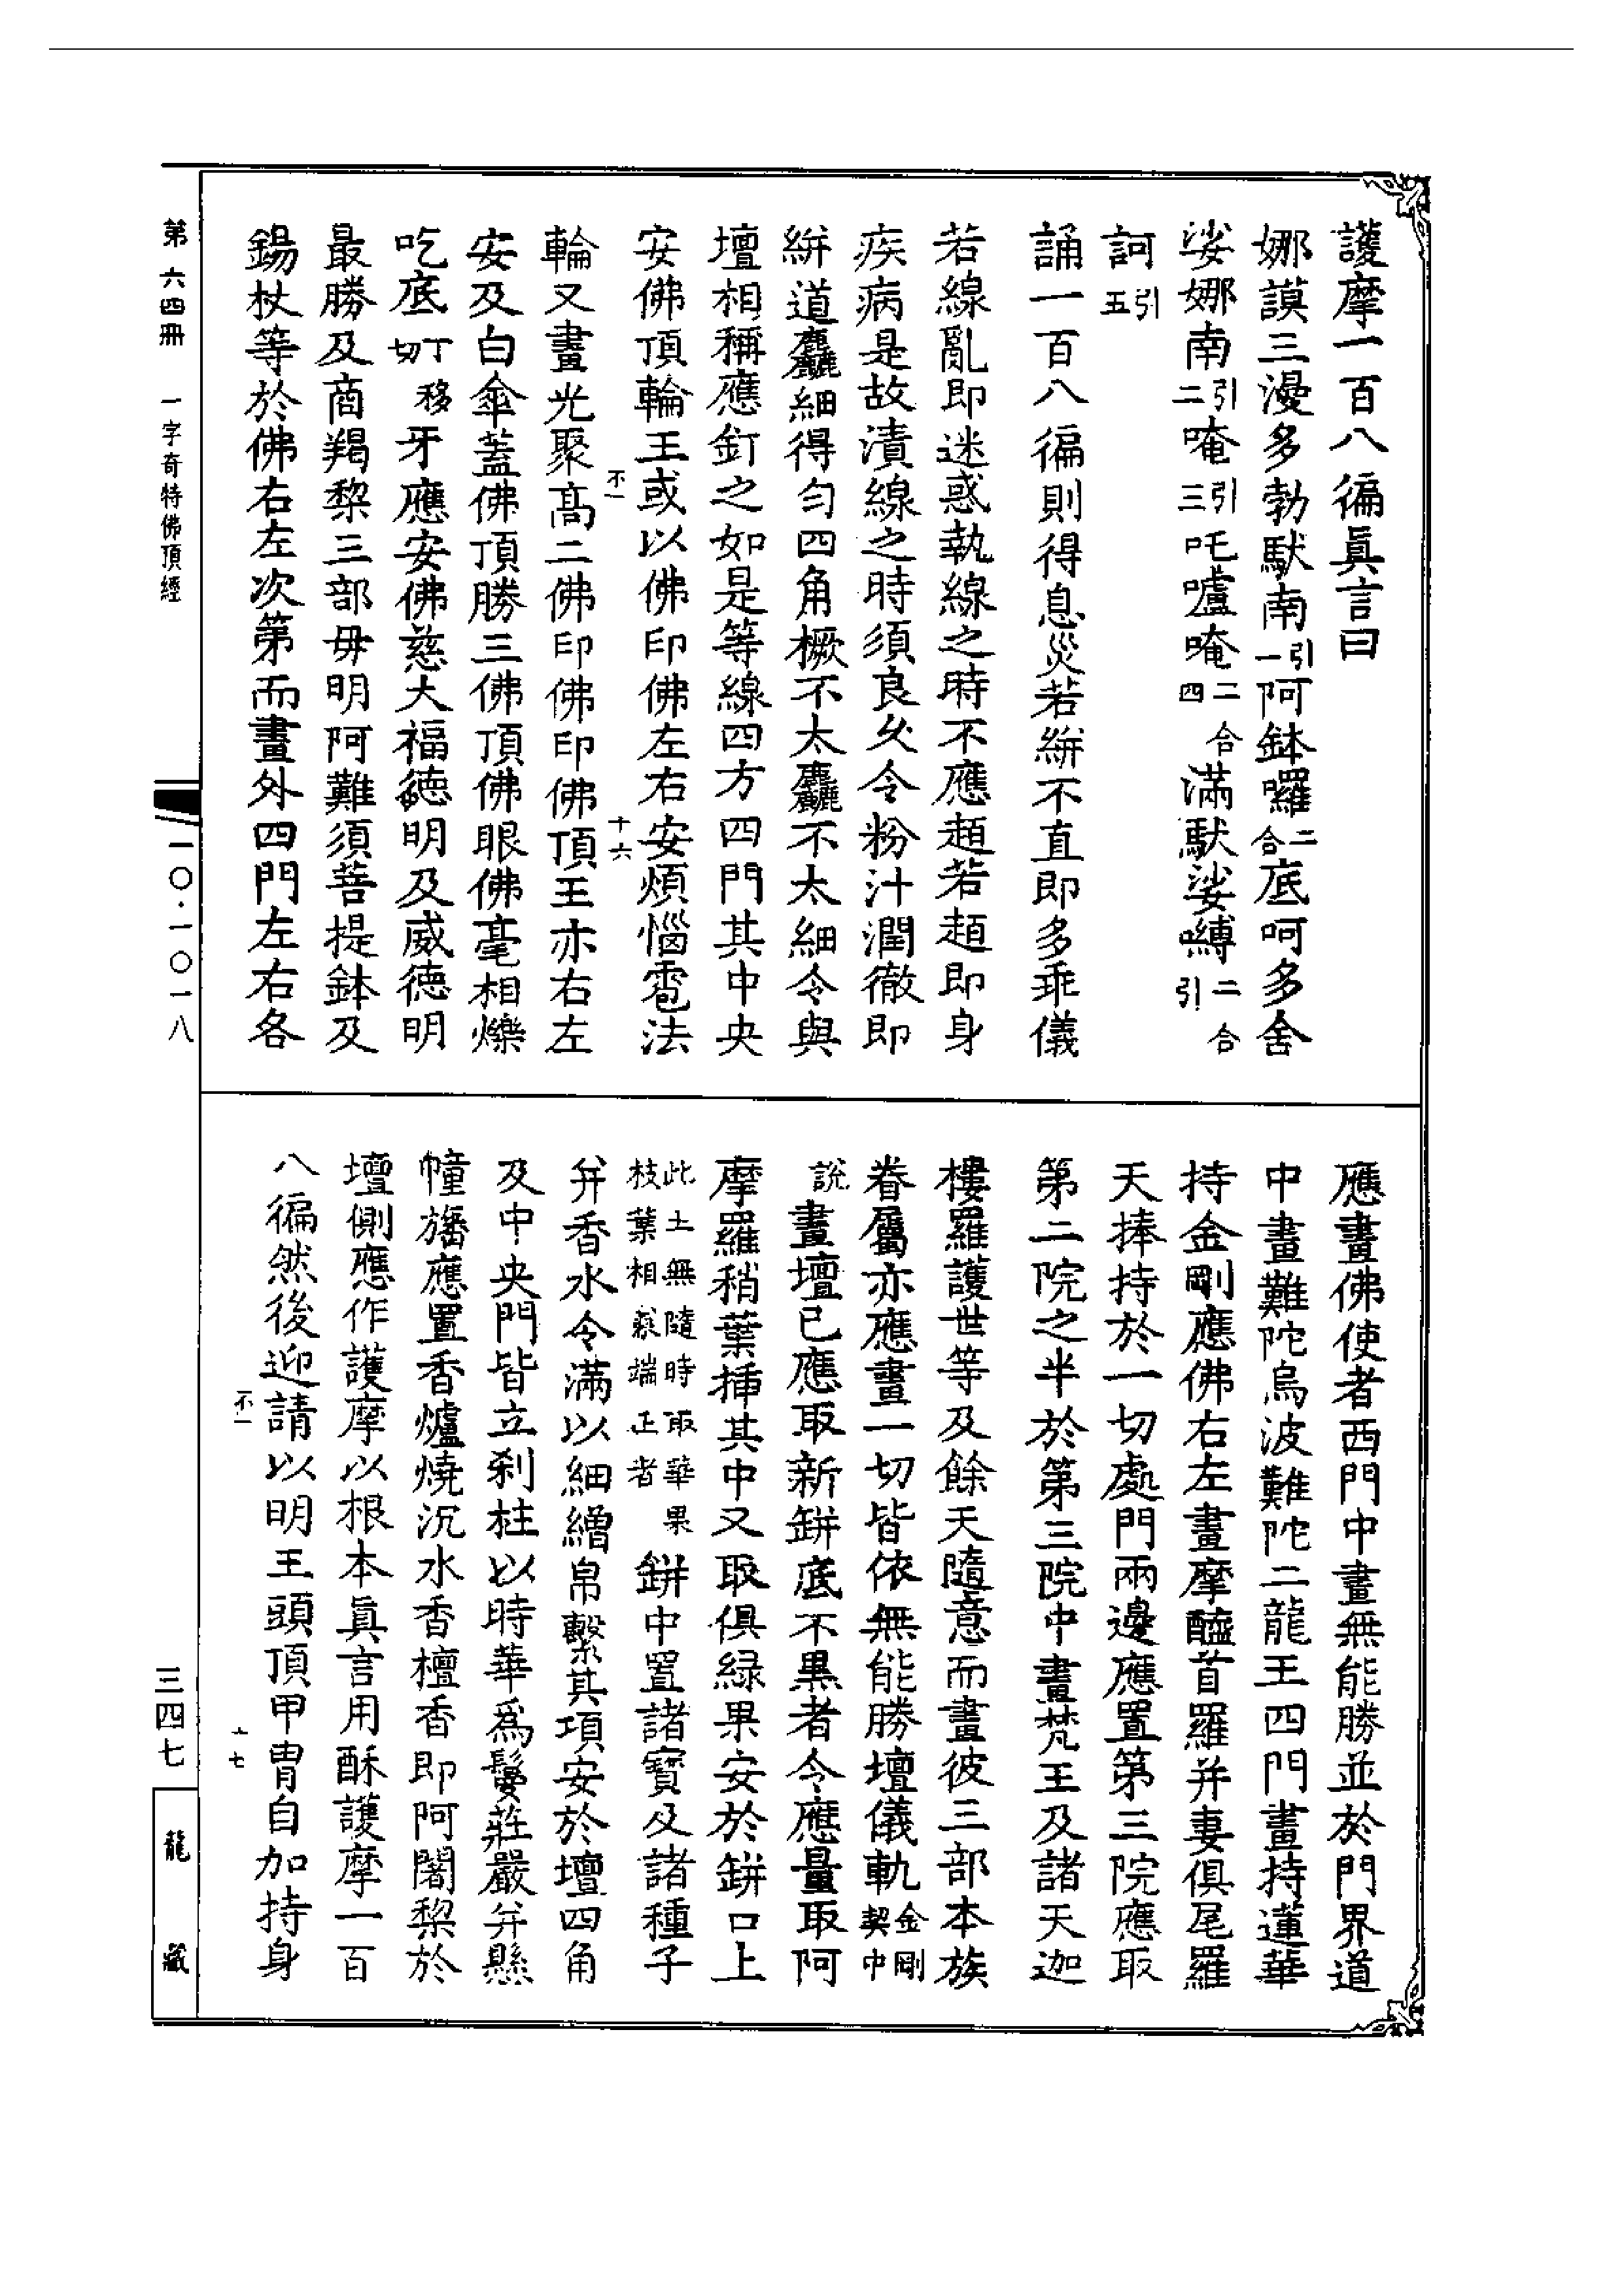 護摩一百八徧眞言曰
娜謨三漫多勃馱南引一阿鉢囉二合底呵多舍
娑娜南引二唵引三吒嚧唵二合四滿馱娑嚩二合引
訶引五
誦一百八徧則得息災若絣不直即多乖儀
若線亂即迷惑執線之時不應趠若趠即身
疾病是故漬線之時須良久令粉汁潤徹即
絣道麤細得勻四角橛不太麤不太細令與
壇相稱應釘之如是等線四方四門其中央
安佛頂輪王或以佛印佛左右安煩惱雹法
輪又畫光聚髙二佛印佛印佛頂王亦右左
安及白傘蓋佛頂勝三佛頂佛眼佛毫相爍
吃底丁移切牙應安佛慈大福德明及威德明
最勝及商羯棃三部母明阿難須菩提鉢及
錫杖等於佛右左次第而畫外四門左右各
應畫佛使者西門中畫無能勝並於門界道
中畫難陀烏波難陀二龍王四門畫持蓮華
持金剛應佛右左畫摩醯首羅并妻俱尾羅
天捧持於一切處門兩邊應置第三院應取
第二院之半於第三院中畫梵王及諸天迦
樓羅護世等及餘天隨意而畫彼三部本族
眷屬亦應畫一切皆依無能勝壇儀軌金剛契中
說畫壇已應取新鉼底不黒者令應量取阿
摩羅稍葉揷其中又取俱緑果安於鉼口上
此土無隨時取華果枝葉相蔡端正者鉼中置諸寶及諸種子
并香水令滿以細繒帛繫其項安於壇四角
及中央門皆立刹柱以時華爲鬘莊嚴并懸
幢旛應置香爐燒沉水香檀香即阿闍棃於
壇側應作護摩以根本眞言用酥護摩一百
八徧然後迎請以明王頭頂甲冑自加持身
不一
十六
不一
十七
第六四冊 一字奇特佛頂經
一〇·一〇一八
三四七
龍藏